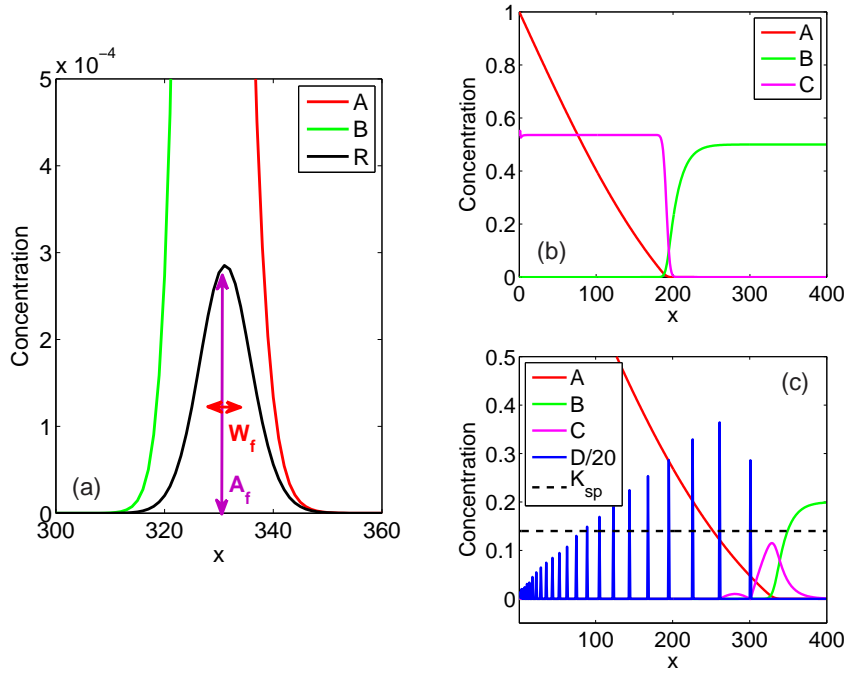 x 10⁻⁴
5
4
3
2
1
0
300
320
340
360
x
Concentration
A
B
R
W_f
A_f
(a)
1
0.8
0.6
0.4
0.2
0
0
100
200
300
400
x
Concentration
A
B
C
(b)
0.5
0.4
0.3
0.2
0.1
0
100
200
300
400
x
Concentration
A
B
C
D/20
K_sp
(c)